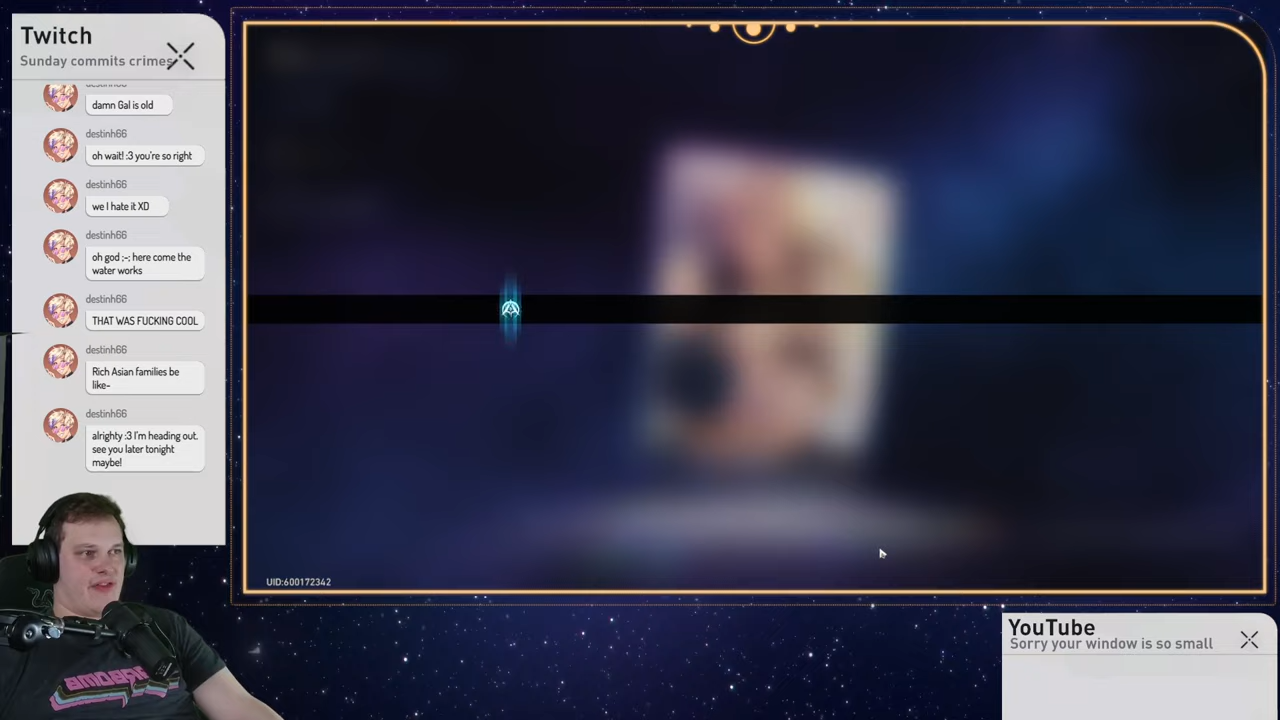 Twitch
Sunday commits crimes
destinh66
damn Gal is old
destinh66
oh wait! :3 you're so right
destinh66
we I hate it XD
destinh66
oh god ;-; here come the
water works
destinh66
THAT WAS FUCKING COOL
destinh66
Rich Asian families be
like-
destinh66
alrighty :3 I'm heading out.
see you later tonight
maybe!
UID:600172342
YouTube
Sorry your window is so small